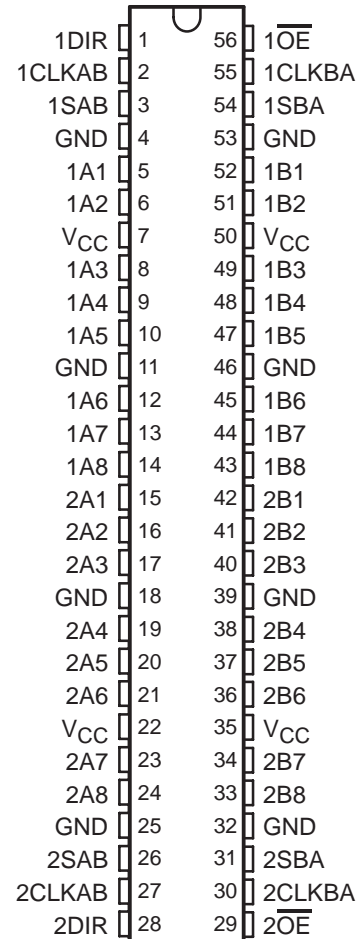 1DIR 1 56 1O̅E̅
1CLKAB 2 55 1CLKBA
1SAB 3 54 1SBA
GND 4 53 GND
1A1 5 52 1B1
1A2 6 51 1B2
VCC 7 50 VCC
1A3 8 49 1B3
1A4 9 48 1B4
1A5 10 47 1B5
GND 11 46 GND
1A6 12 45 1B6
1A7 13 44 1B7
1A8 14 43 1B8
2A1 15 42 2B1
2A2 16 41 2B2
2A3 17 40 2B3
GND 18 39 GND
2A4 19 38 2B4
2A5 20 37 2B5
2A6 21 36 2B6
VCC 22 35 VCC
2A7 23 34 2B7
2A8 24 33 2B8
GND 25 32 GND
2SAB 26 31 2SBA
2CLKAB 27 30 2CLKBA
2DIR 28 29 2O̅E̅